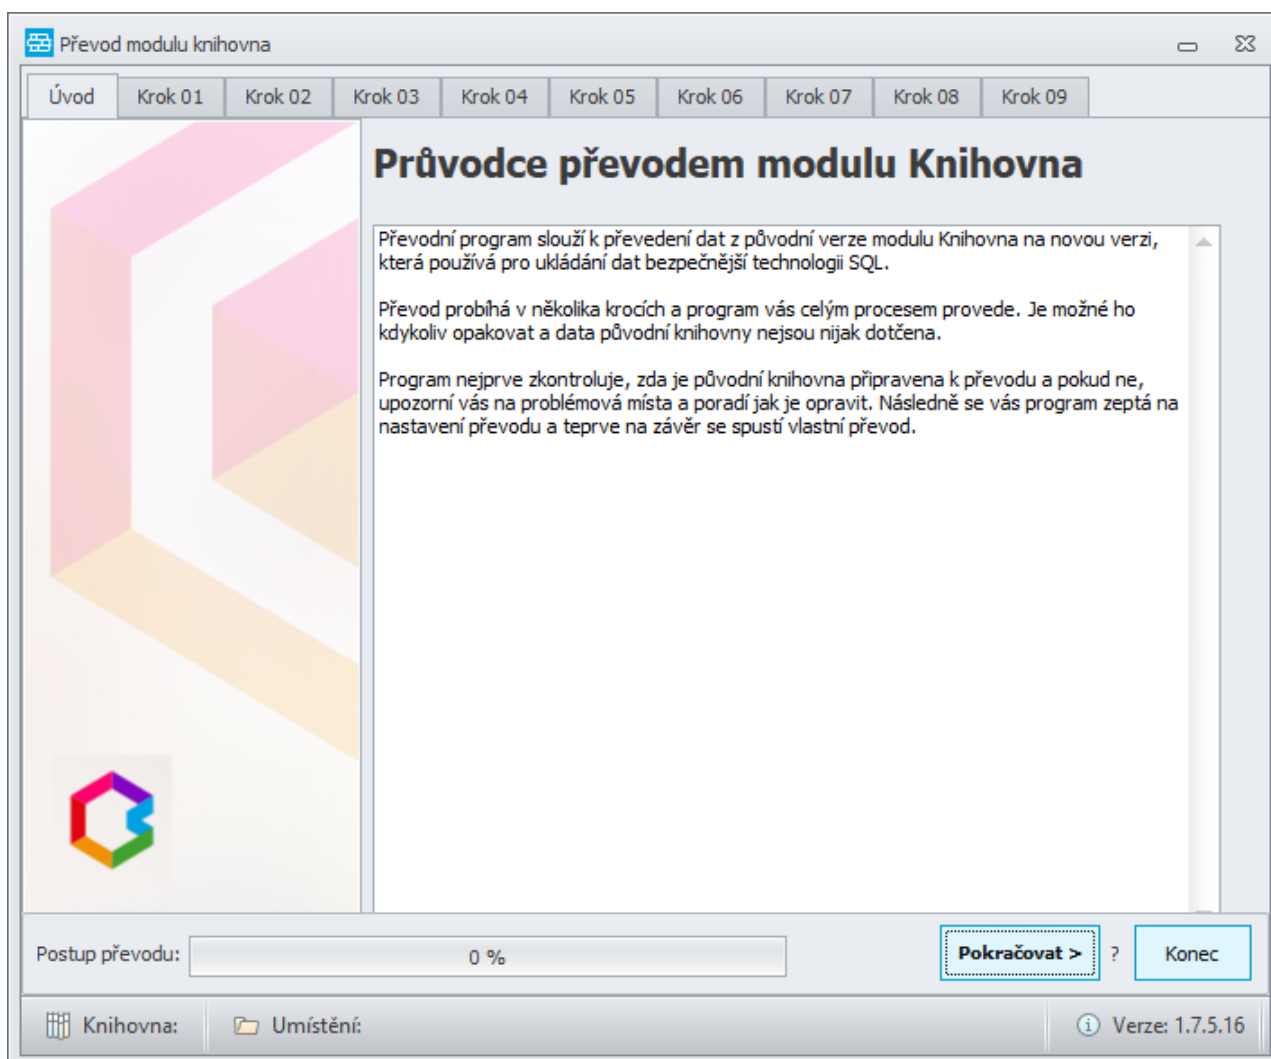 Převod modulu knihovna
Úvod Krok 01 Krok 02 Krok 03 Krok 04 Krok 05 Krok 06 Krok 07 Krok 08 Krok 09
Průvodce převodem modulu Knihovna
Převodní program slouží k převedení dat z původní verze modulu Knihovna na novou verzi,
která používá pro ukládání dat bezpečnější technologii SQL.
Převod probíhá v několika krocích a program vás celým procesem provede. Je možné ho
kdykoliv opakovat a data původní knihovny nejsou nijak dotčena.
Program nejprve zkontroluje, zda je původní knihovna připravena k převodu a pokud ne,
upozorní vás na problémová místa a poradí jak je opravit. Následně se vás program zeptá na
nastavení převodu a teprve na závěr se spustí vlastní převod.
Postup převodu: 0 % Pokračovat > ? Konec
Knihovna: Umístění: Verze: 1.7.5.16